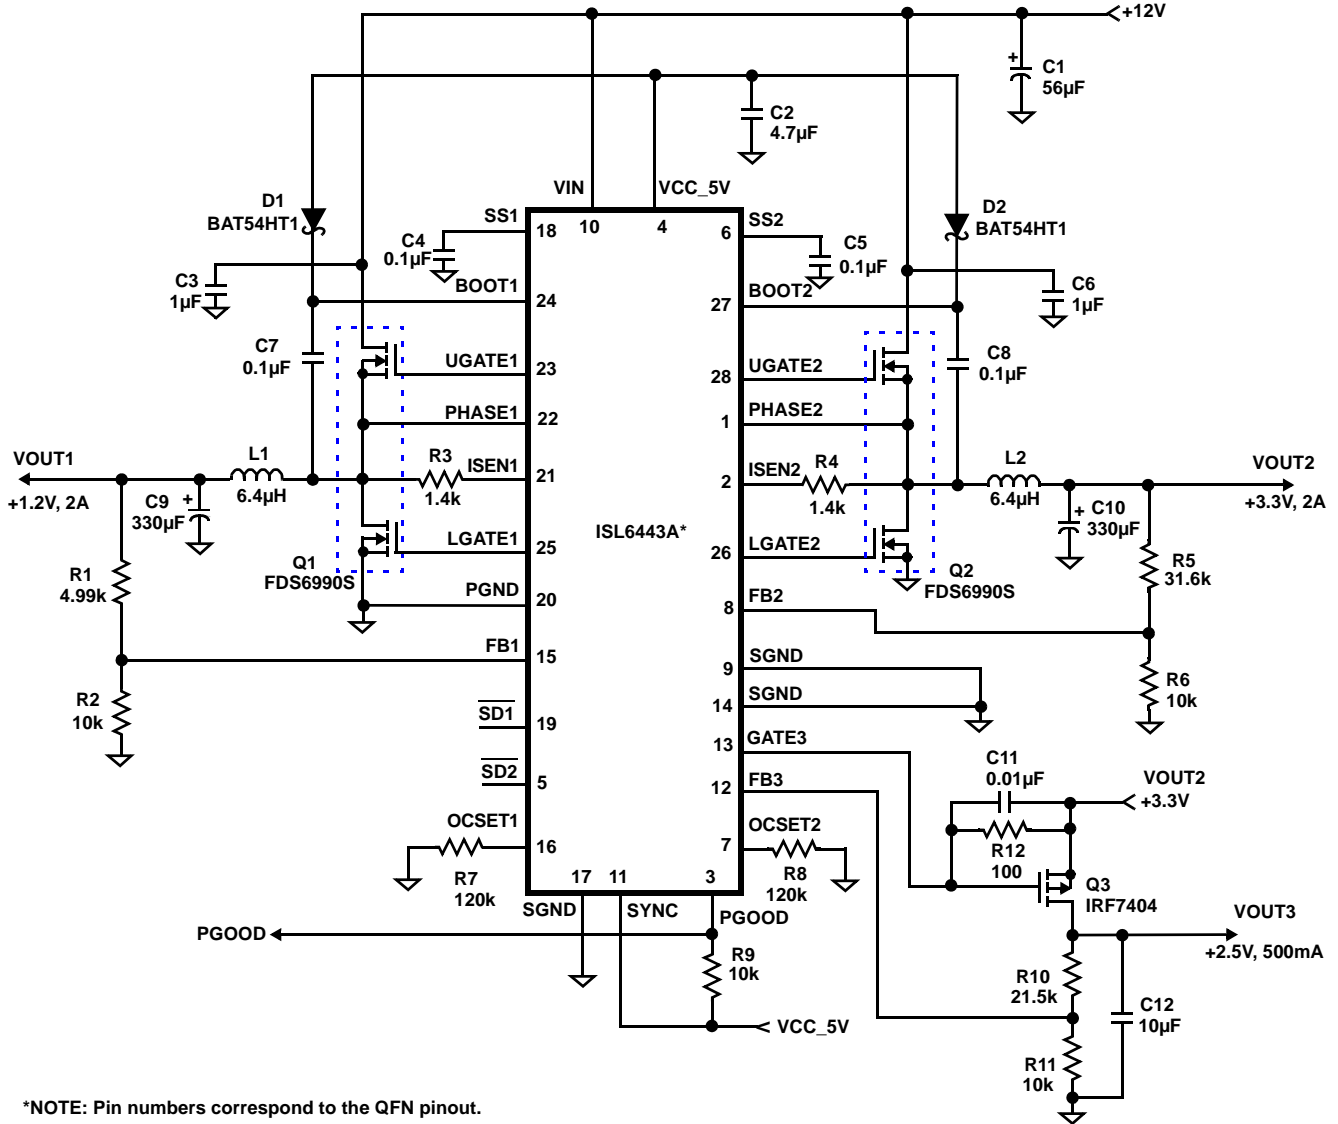 +12V
C1
56µF
C2
4.7µF
VIN
VCC_5V
D1
BAT54HT1
D2
BAT54HT1
SS1
18
10
4
6
SS2
C4
0.1µF
C5
0.1µF
C3
1µF
C6
1µF
BOOT1
24
27
BOOT2
C7
0.1µF
C8
0.1µF
UGATE1
23
28
UGATE2
PHASE1
22
1
PHASE2
VOUT1
+1.2V, 2A
L1
6.4µH
C9
+
330µF
R3
1.4k
ISEN1
21
2
ISEN2
R4
1.4k
L2
6.4µH
VOUT2
+3.3V, 2A
+
C10
330µF
ISL6443A*
LGATE1
25
26
LGATE2
Q1
FDS6990S
Q2
FDS6990S
R1
4.99k
R5
31.6k
PGND
20
8
FB2
FB1
15
9
SGND
R2
10k
R6
10k
14
SGND
SD1
19
13
GATE3
SD2
5
12
FB3
C11
0.01µF
VOUT2
+3.3V
R12
100
OCSET1
16
7
OCSET2
R7
120k
R8
120k
17
11
3
SGND
SYNC
PGOOD
Q3
IRF7404
PGOOD
VOUT3
+2.5V, 500mA
R9
10k
R10
21.5k
C12
10µF
VCC_5V
R11
10k
*NOTE: Pin numbers correspond to the QFN pinout.
+